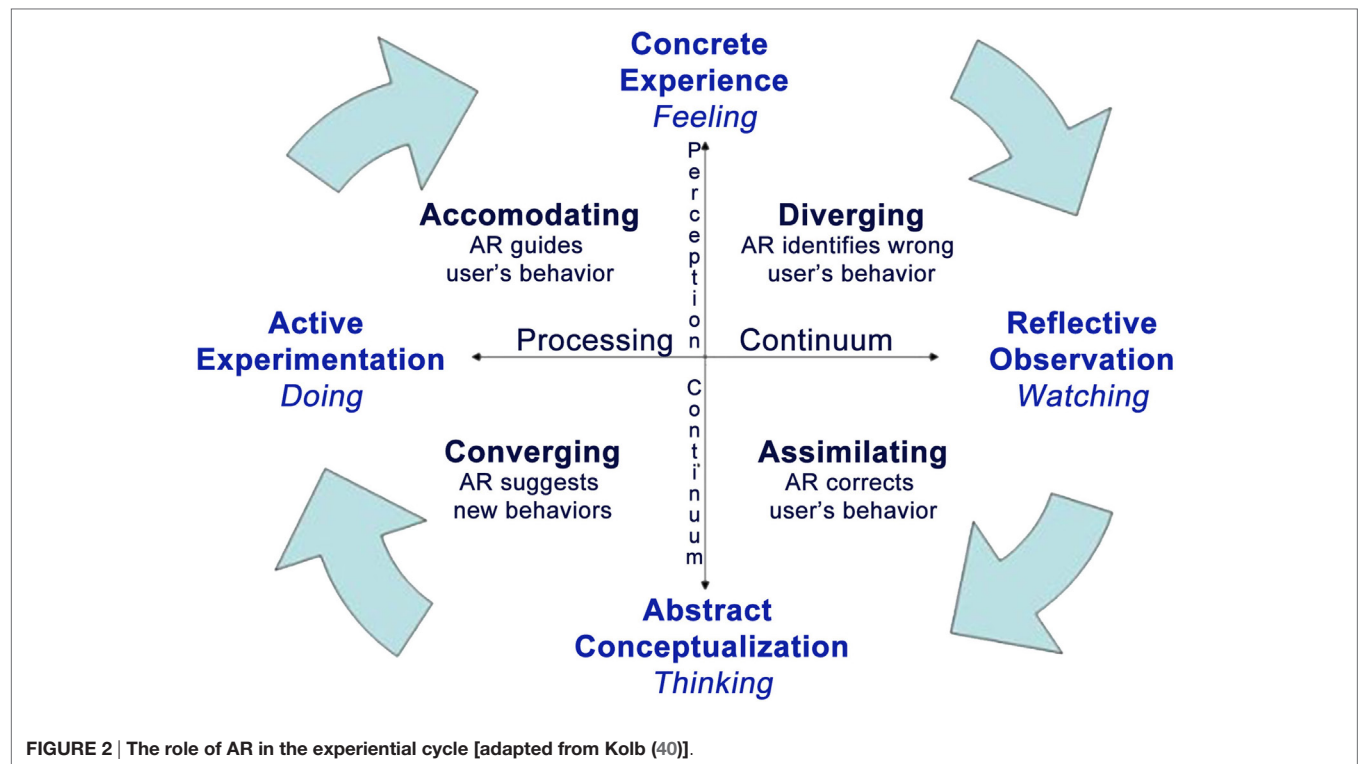 Concrete
Experience
Feeling
Perception
Continuum
Accomodating
AR guides
user's behavior
Diverging
AR identifies wrong
user's behavior
Active
Experimentation
Doing
Processing Continuum
Reflective
Observation
Watching
Converging
AR suggests
new behaviors
Assimilating
AR corrects
user's behavior
Abstract
Conceptualization
Thinking
FIGURE 2 | The role of AR in the experiential cycle [adapted from Kolb (40)].